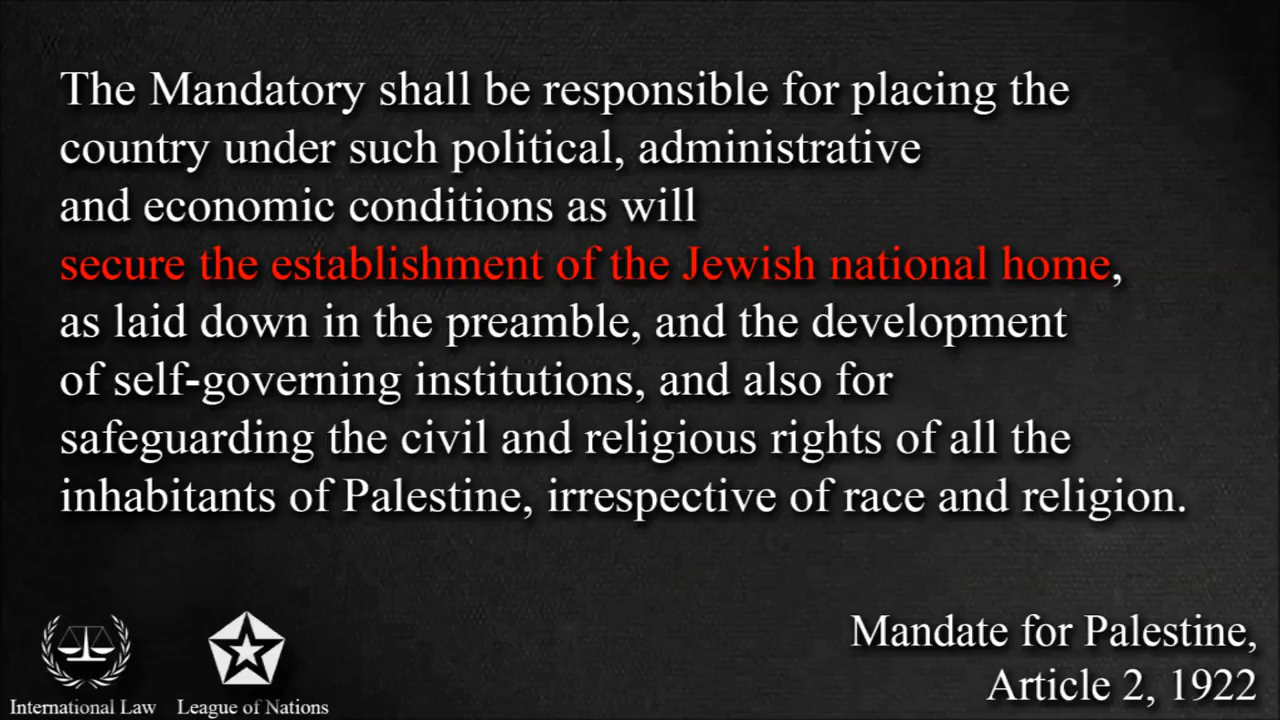 The Mandatory shall be responsible for placing the
country under such political, administrative
and economic conditions as will
secure the establishment of the Jewish national home,
as laid down in the preamble, and the development
of self-governing institutions, and also for
safeguarding the civil and religious rights of all the
inhabitants of Palestine, irrespective of race and religion.
Mandate for Palestine,
Article 2, 1922
International Law
League of Nations